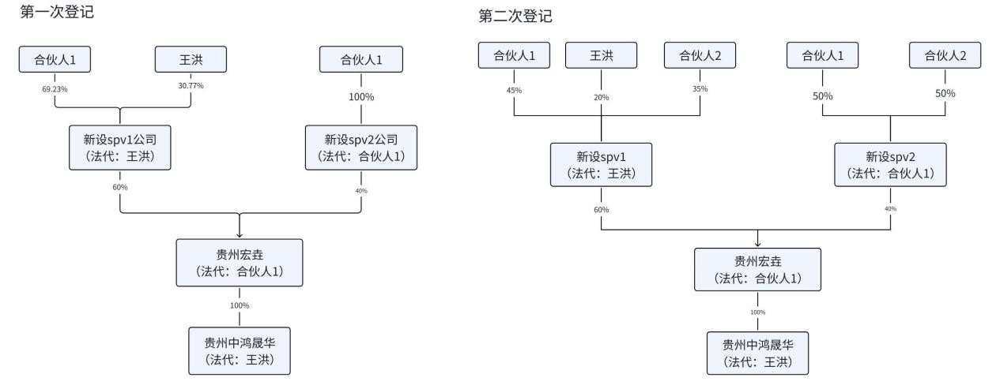 第一次登记
合伙人1
王洪
合伙人1
69.23%
30.77%
100%
新设spv1公司
（法代：王洪）
新设spv2公司
（法代：合伙人1）
60%
40%
贵州宏垚
（法代：合伙人1）
100%
贵州中鸿晟华
（法代：王洪）
第二次登记
合伙人1
王洪
合伙人2
合伙人1
合伙人2
45%
20%
35%
50%
50%
新设spv1
（法代：王洪）
新设spv2
（法代：合伙人1）
60%
40%
贵州宏垚
（法代：合伙人1）
100%
贵州中鸿晟华
（法代：王洪）